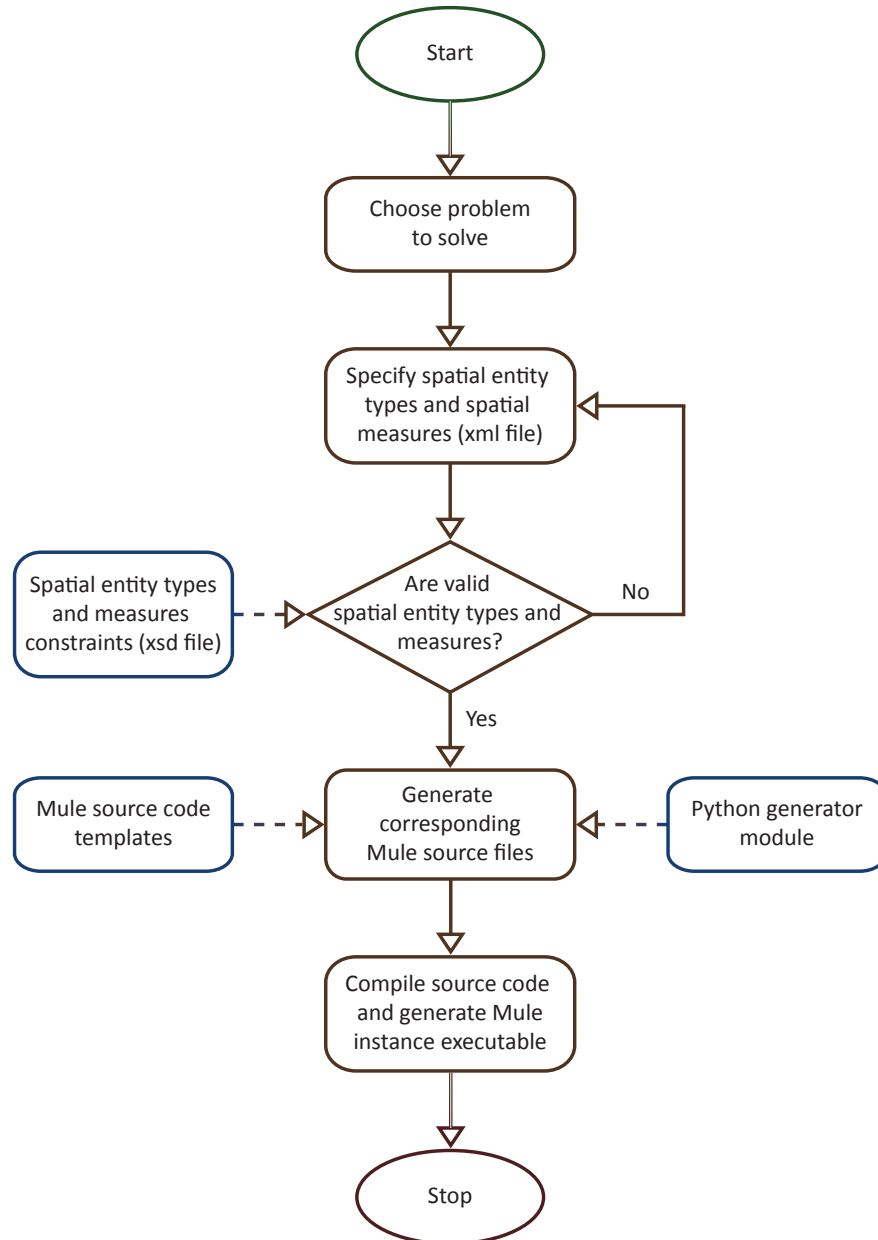 Start
Choose problem
to solve
Specify spatial entity
types and spatial
measures (xml file)
Spatial entity types
and measures
constraints (xsd file)
Are valid
spatial entity types and
measures?
No
Yes
Mule source code
templates
Generate
corresponding
Mule source files
Python generator
module
Compile source code
and generate Mule
instance executable
Stop